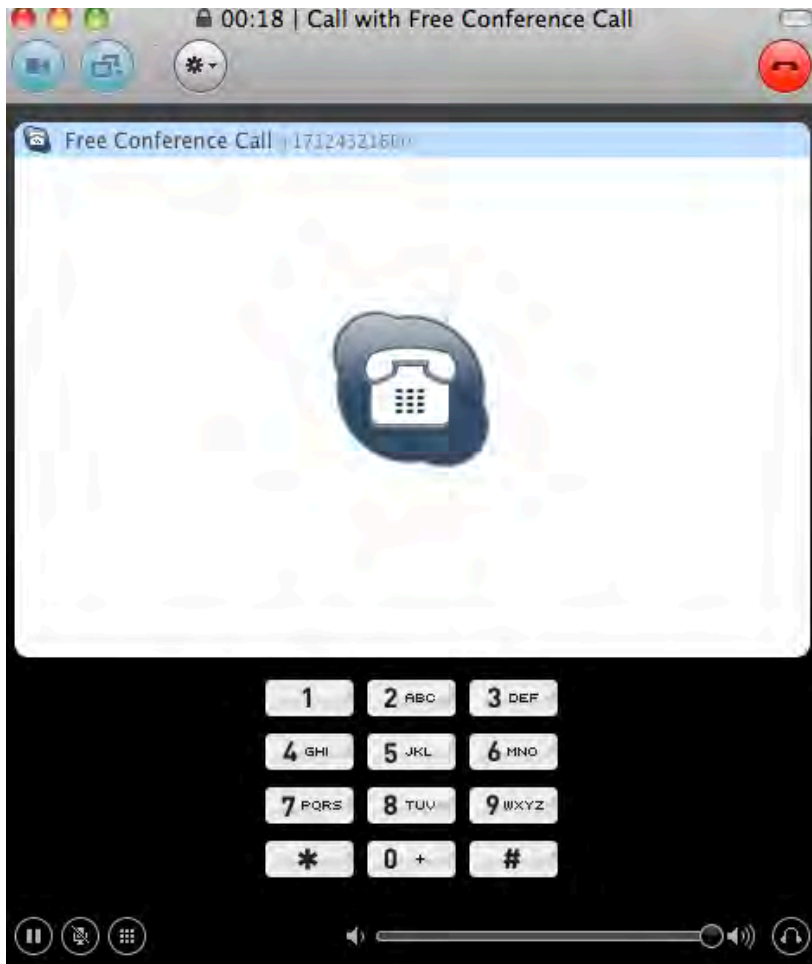 00:18 | Call with Free Conference Call
Free Conference Call
1 2 ABC 3 DEF
4 GHI 5 JKL 6 MNO
7 PQRS 8 TUV 9 WXYZ
* 0 + #